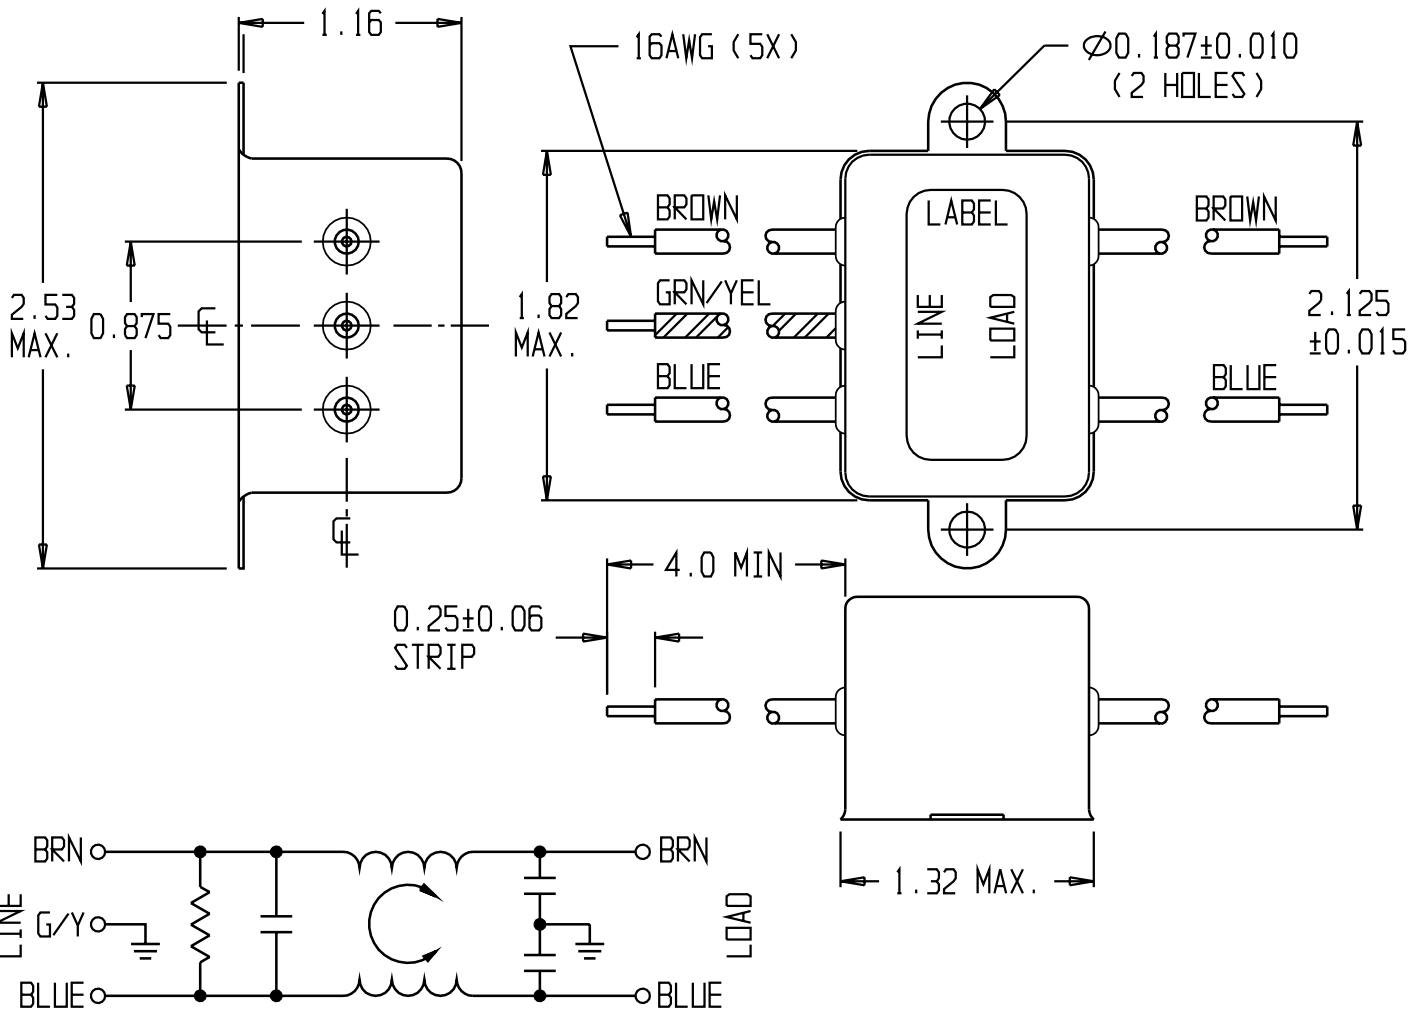 1.16
16AWG (5X)
Ø0.187±0.010
(2 HOLES)
BROWN
LABEL
BROWN
2.53
MAX.
0.875
℄
GRN/YEL
1.82
MAX.
LINE
LOAD
2.125
±0.015
BLUE
BLUE
℄
4.0 MIN
0.25±0.06
STRIP
1.32 MAX.
BRN
BRN
LINE
G/Y
LOAD
BLUE
BLUE